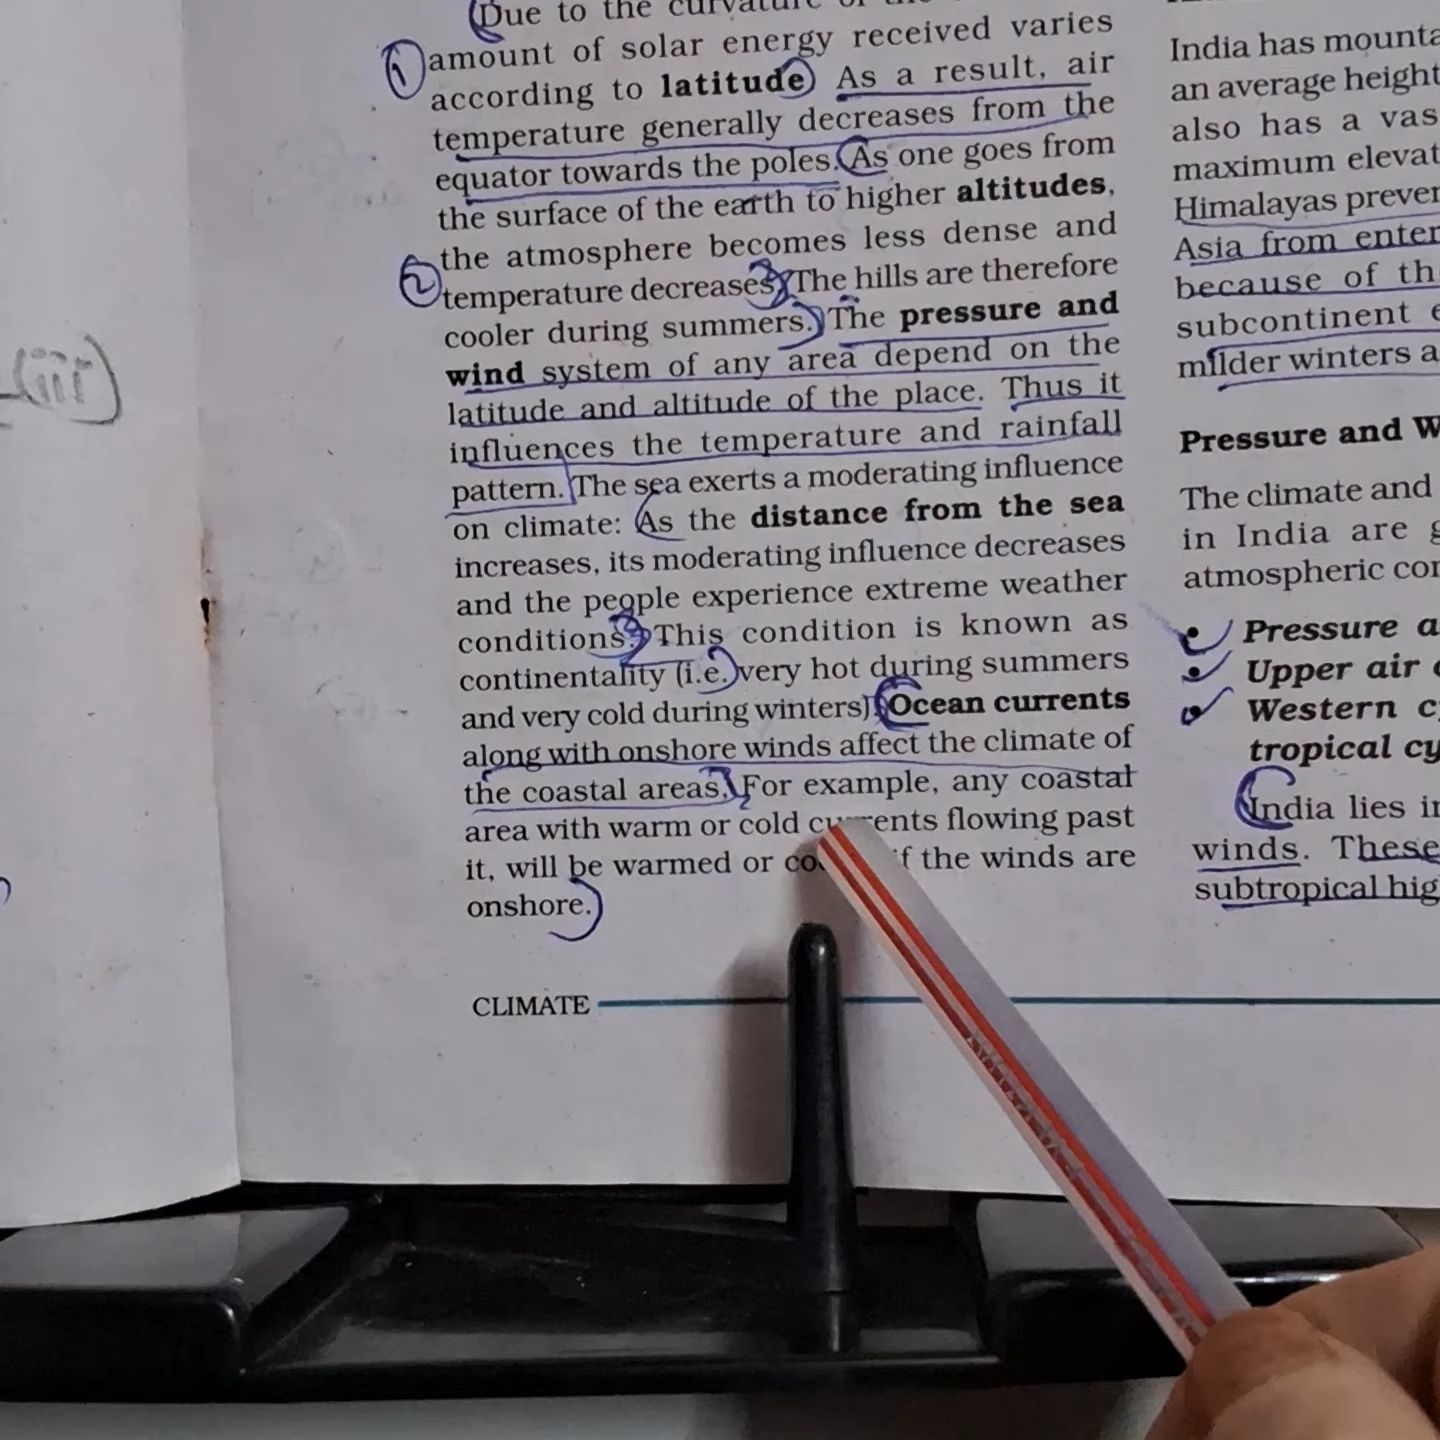 Due to the curvature of the
amount of solar energy received varies
according to latitude) As a result, air
temperature generally decreases from the
equator towards the poles. As one goes from
the surface of the earth to higher altitudes,
the atmosphere becomes less dense and
temperature decreases. The hills are therefore
cooler during summers. The pressure and
wind system of any area depend on the
latitude and altitude of the place. Thus it
influences the temperature and rainfall
pattern. The sea exerts a moderating influence
on climate: As the distance from the sea
increases, its moderating influence decreases
and the people experience extreme weather
conditions. This condition is known as
continentality (i.e. very hot during summers
and very cold during winters) Ocean currents
along with onshore winds affect the climate of
the coastal areas. For example, any coastal
area with warm or cold currents flowing past
it, will be warmed or if the winds are
onshore.
CLIMATE
1
2
(iii)
India has
an average height
also has a
maximum
Himalayas
Asia from
because of
subcontinent
milder winters
Pressure and
The climate and
in India are
atmospheric
• Pressure
• Upper air
• Western
tropical
India lies
winds. These
subtropical